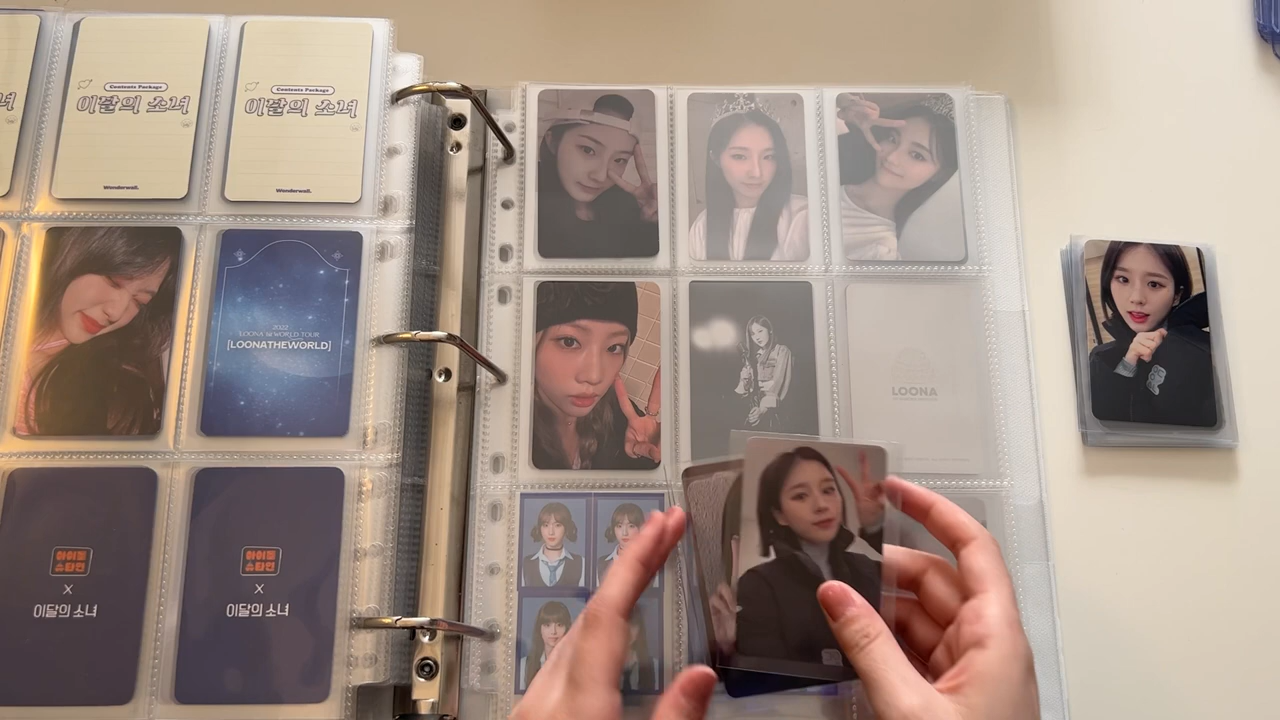 Contents Package
이달의 소녀
Wonderwall.
Contents Package
이달의 소녀
Wonderwall.
2022
LOONA 1st WORLD TOUR
[LOONATHEWORLD]
LOONA
아이돌
슈타인
X
이달의 소녀
아이돌
슈타인
X
이달의 소녀